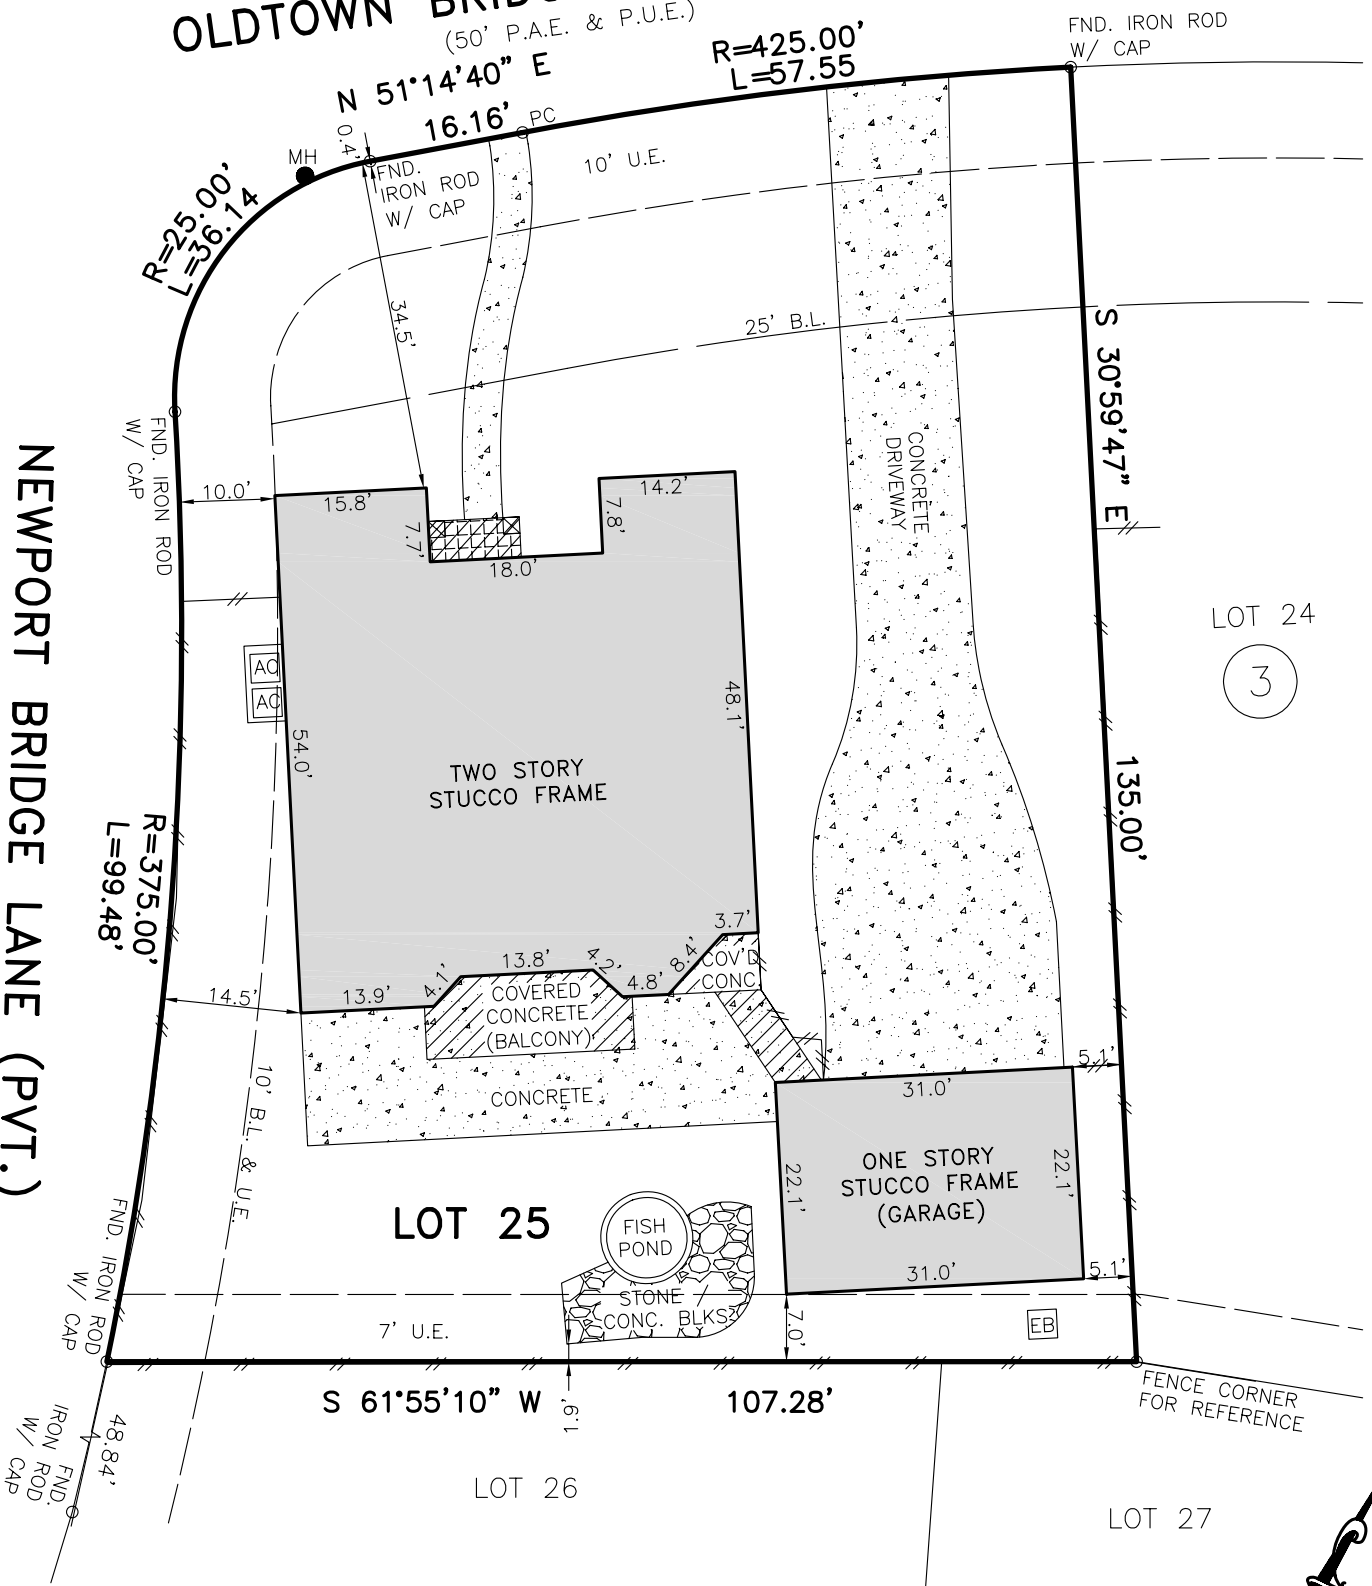 OLDTOWN
(50' P.A.E. & P.U.E.)
N 51°14'40" E
16.16'
R=425.00'
L=57.55
FND. IRON ROD
W/ CAP
PC
MH
0.4'
FND.
IRON ROD
W/ CAP
10' U.E.
R=25.00'
L=36.14
34.5'
25' B.L.
S 30°59'47" E
135.00'
CONCRETE
DRIVEWAY
FND. IRON ROD
W/ CAP
10.0'
15.8'
7.7'
18.0'
7.8'
14.2'
NEWPORT BRIDGE LANE (PVT.)
LOT 24
3
AC
AC
54.0'
48.1'
TWO STORY
STUCCO FRAME
R=375.00'
L=99.48'
14.5'
13.9'
4.1'
13.8'
4.2'
4.8'
8.4'
3.7'
COV'D
CONC.
COVERED
CONCRETE
(BALCONY)
CONCRETE
10' B.L. & U.E.
5.1'
31.0'
22.1'
22.1'
ONE STORY
STUCCO FRAME
(GARAGE)
31.0'
5.1'
LOT 25
FISH
POND
STONE /
CONC. BLKS.
7.0'
EB
7' U.E.
FND. IRON ROD
W/ CAP
S 61°55'10" W
1.9'
107.28'
FENCE CORNER
FOR REFERENCE
48.84'
IRON FND.
IRON ROD
W/ CAP
LOT 26
LOT 27